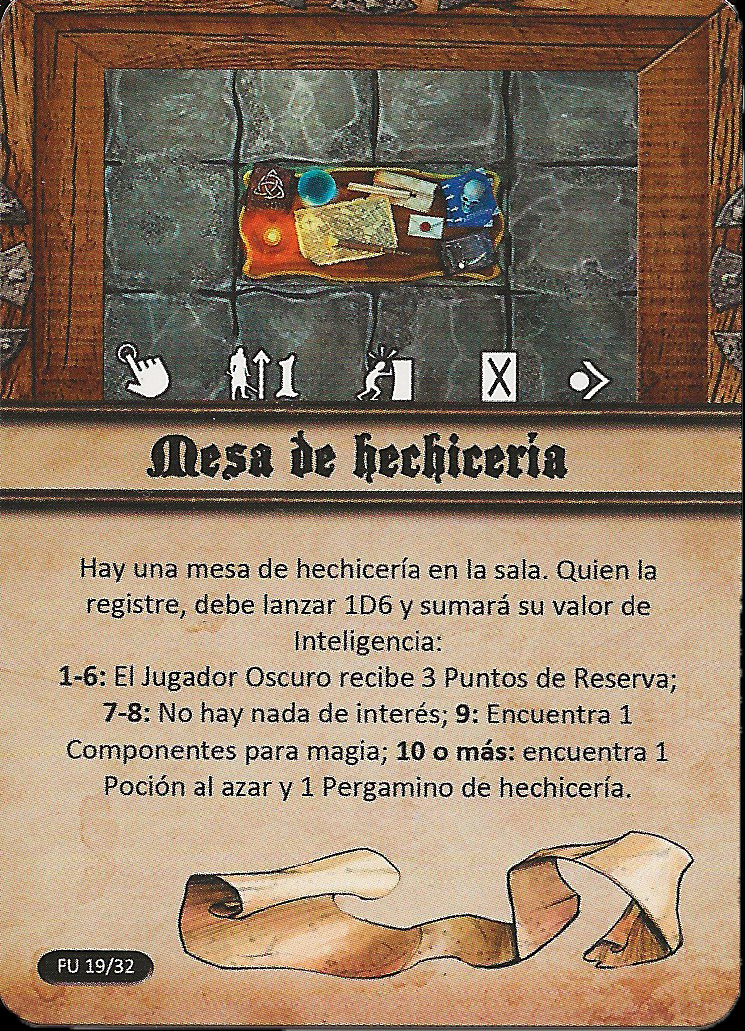 1
X
Mesa de hechicería
Hay una mesa de hechicería en la sala. Quien la
registre, debe lanzar 1D6 y sumará su valor de
Inteligencia:
1-6: El Jugador Oscuro recibe 3 Puntos de Reserva;
7-8: No hay nada de interés; 9: Encuentra 1
Componentes para magia; 10 o más: encuentra 1
Poción al azar y 1 Pergamino de hechicería.
FU 19/32